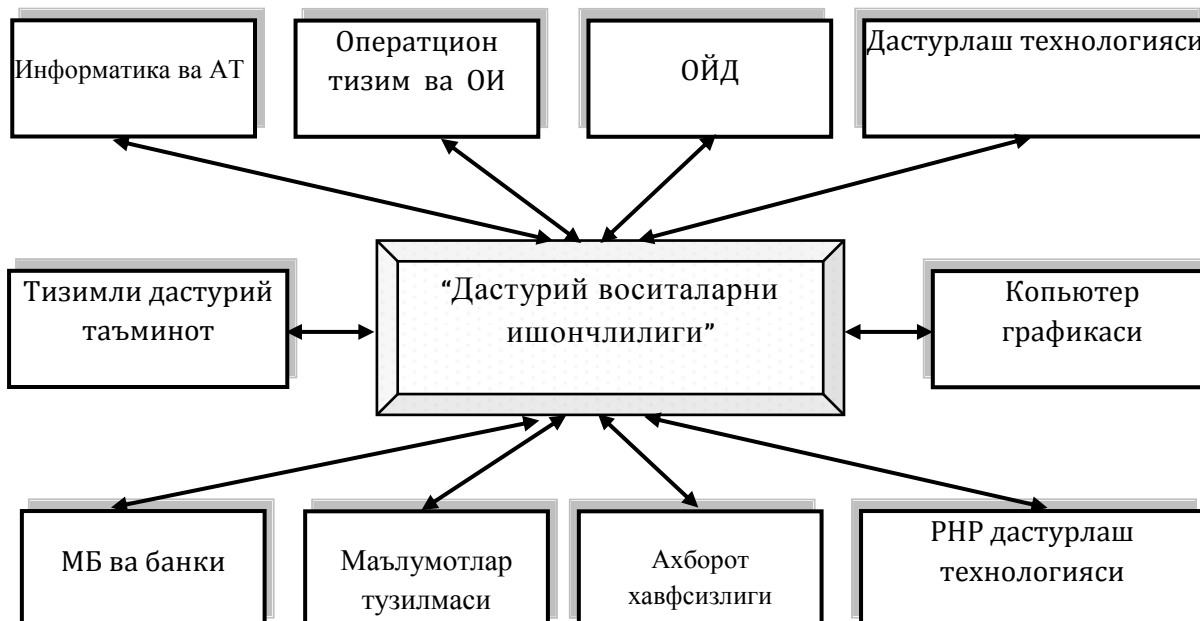 Информатика ва АТ
Оператцион
тизим ва ОИ
ОЙД
Дастурлаш технологияси
Тизимли дастурий
таъминот
“Дастурий воситаларни
ишончлилиги”
Копьютер
графикаси
МБ ва банки
Маълумотлар
тузилмаси
Ахборот
хавфсизлиги
PHP дастурлаш
технологияси